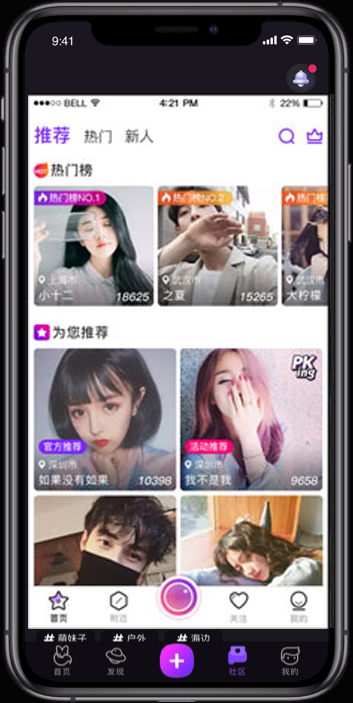 9:41
BELL
4:21 PM
22%
推荐 热门 新人
HOT 热门榜
热门榜NO.1
热门榜NO.2
热门榜
上海市
武汉市
武汉市
小十二 18625
之夏 15265
大柠檬
为您推荐
PK
ing
官方推荐
活动推荐
深圳市
深圳市
如果没有如果 10398
我不是我 9658
首页
附近
关注
我的
# 萌妹子
# 户外
# 海边
首页
发现
社区
我的